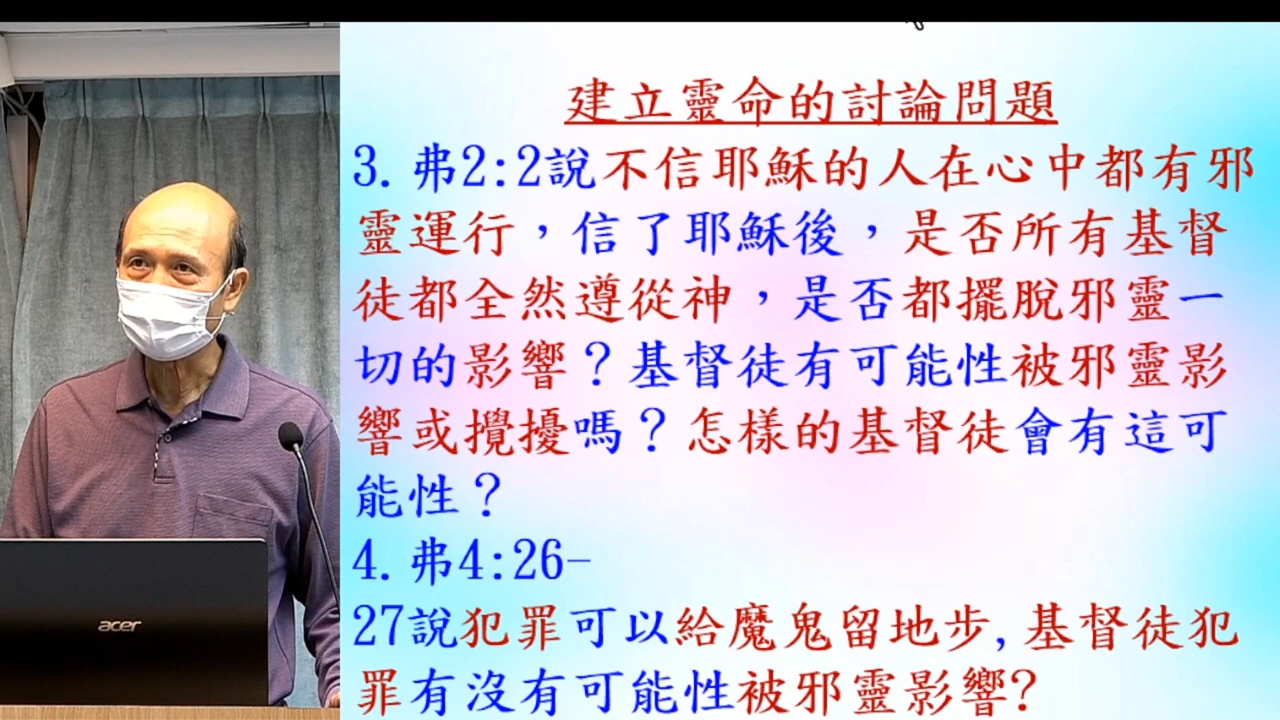 建立靈命的討論問題
3. 弗2:2說不信耶穌的人在心中都有邪
靈運行，信了耶穌後，是否所有基督
徒都全然遵從神，是否都擺脫邪靈一
切的影響？基督徒有可能性被邪靈影
響或攪擾嗎？怎樣的基督徒會有這可
能性？
4. 弗4:26-
27說犯罪可以給魔鬼留地步,基督徒犯
罪有沒有可能性被邪靈影響?
acer